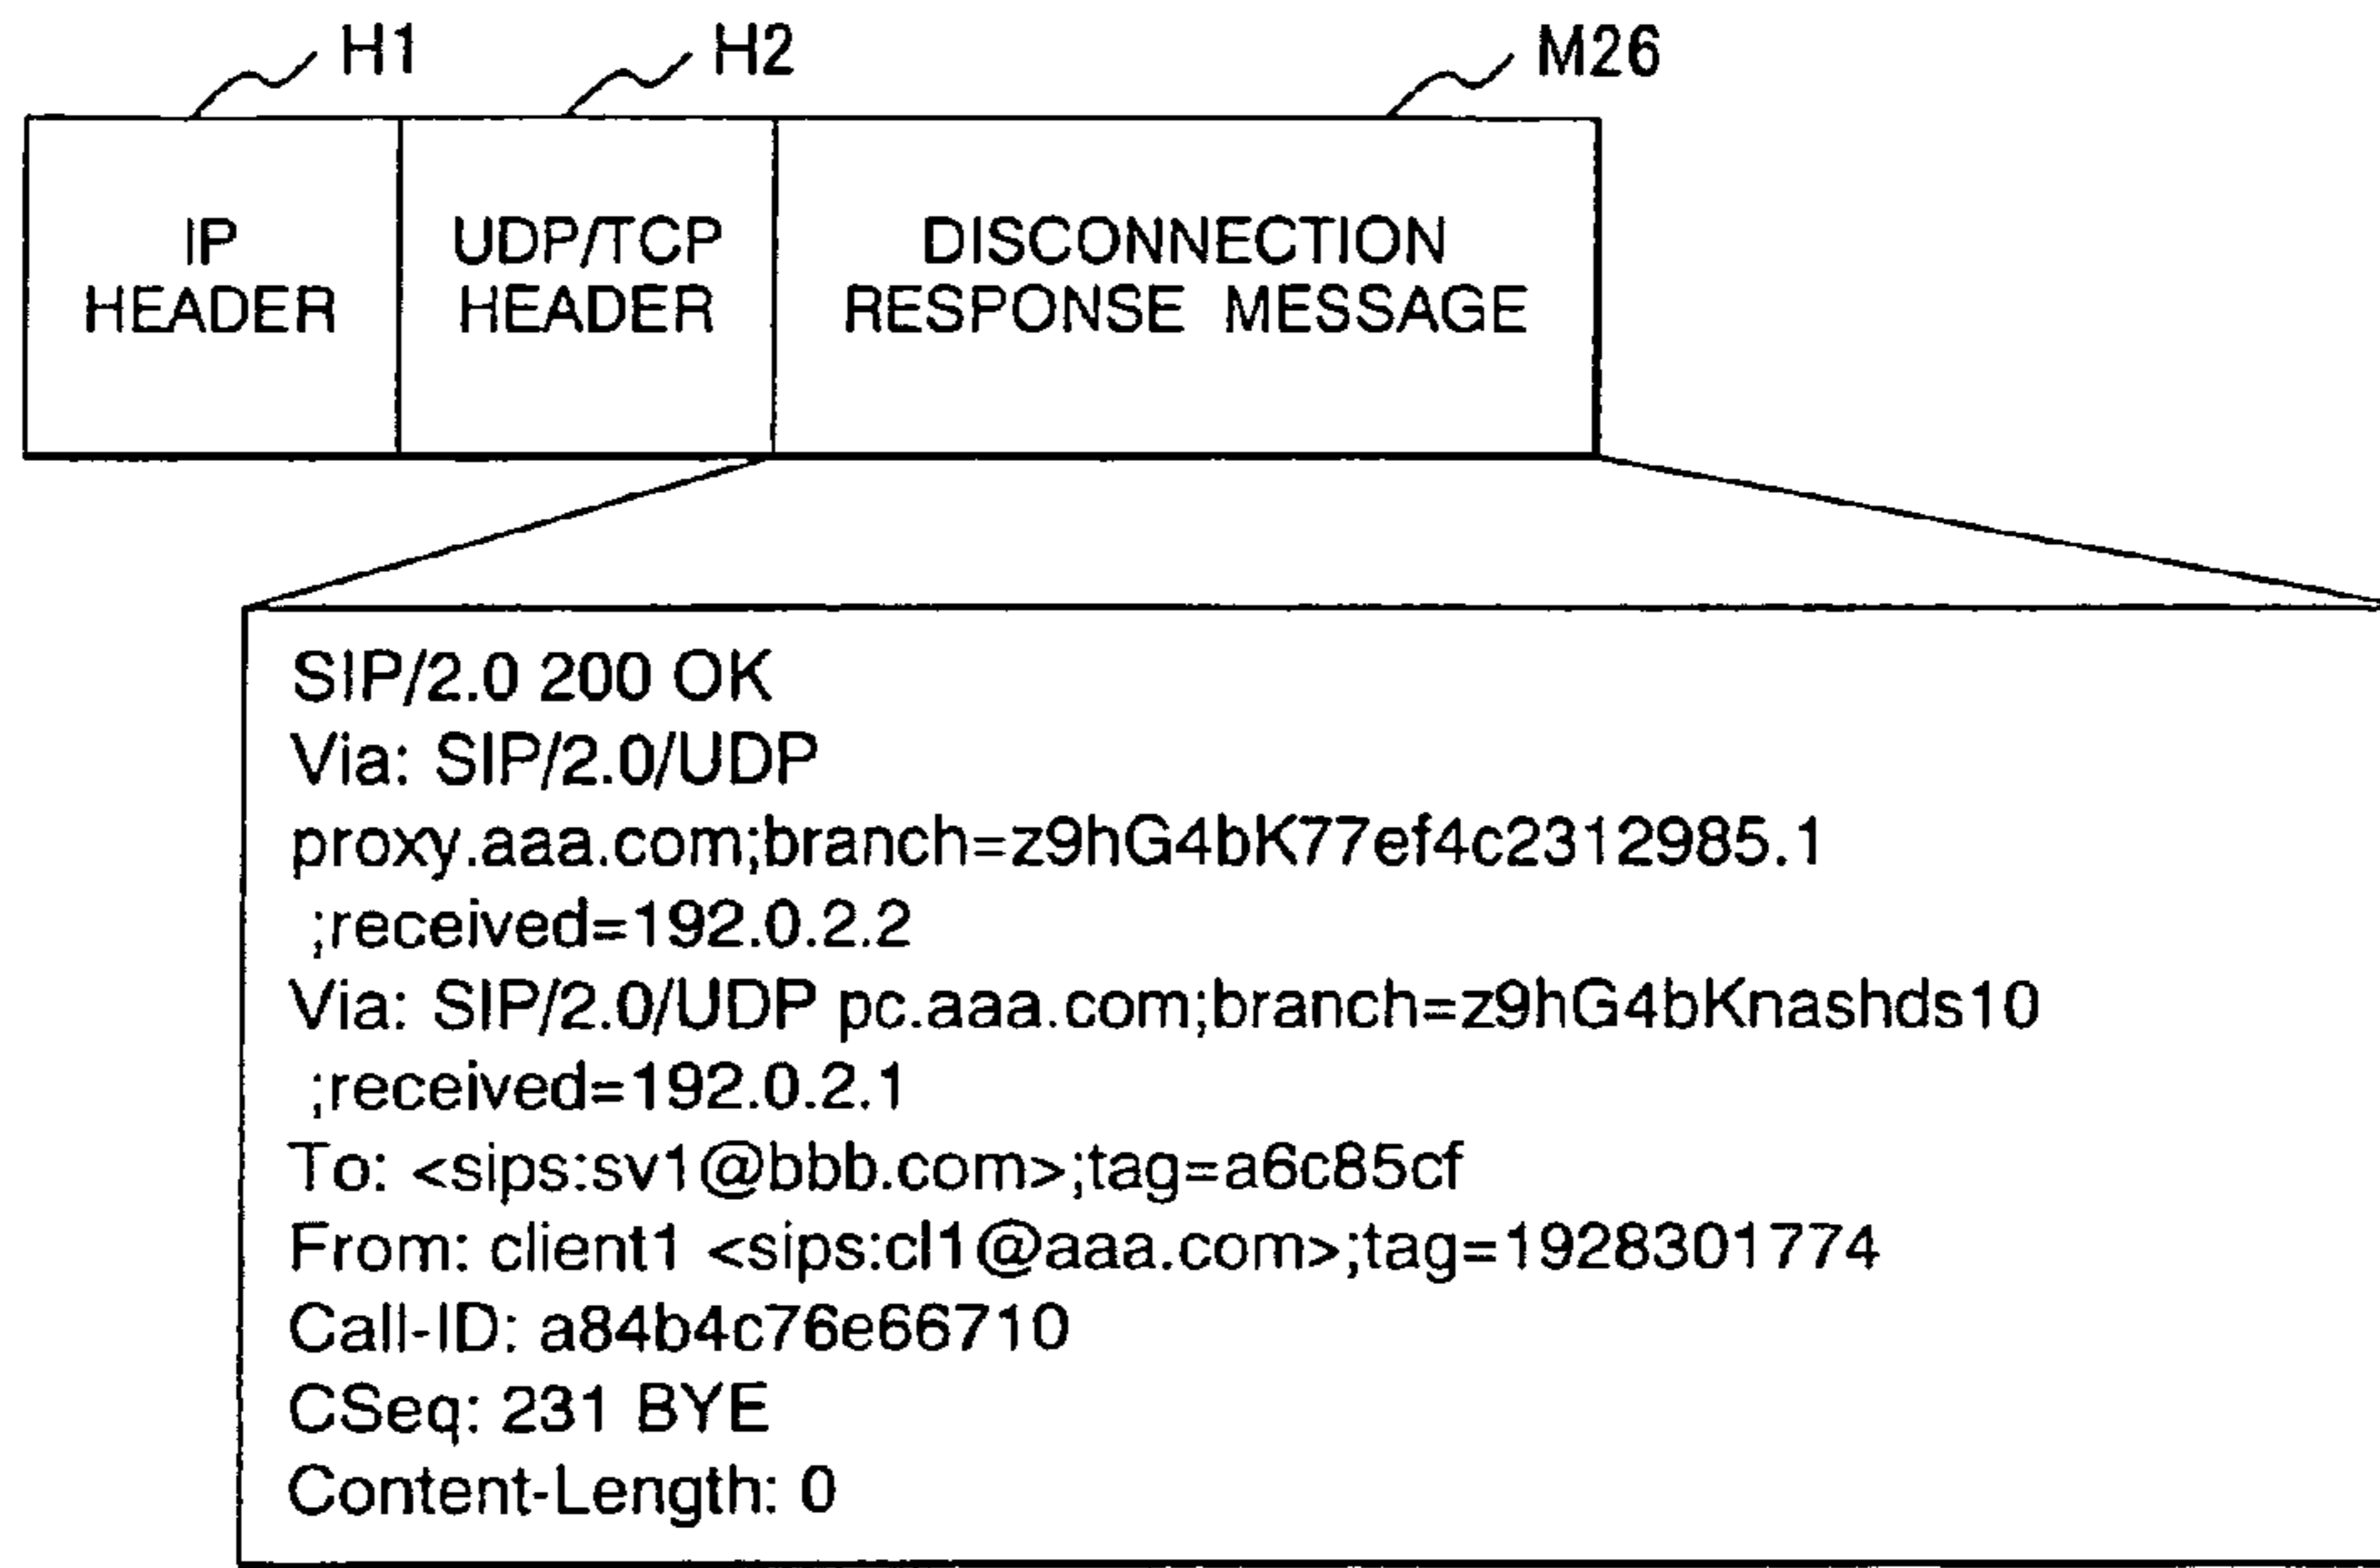 H1
H2
M26
IP
HEADER
UDP/TCP
HEADER
DISCONNECTION
RESPONSE MESSAGE
SIP/2.0 200 OK
Via: SIP/2.0/UDP
proxy.aaa.com;branch=z9hG4bK77ef4c2312985.1
;received=192.0.2.2
Via: SIP/2.0/UDP pc.aaa.com;branch=z9hG4bKnashds10
;received=192.0.2.1
To: <sips:sv1@bbb.com>;tag=a6c85cf
From: client1 <sips:cl1@aaa.com>;tag=1928301774
Call-ID: a84b4c76e66710
CSeq: 231 BYE
Content-Length: 0